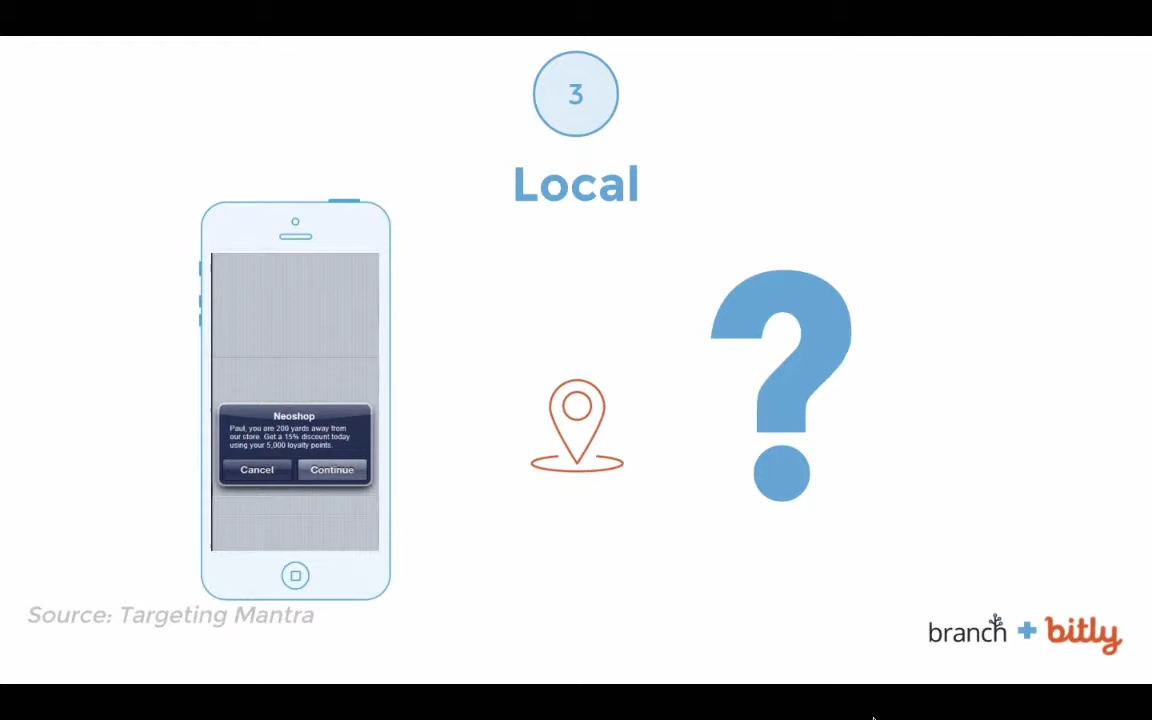 3
Local
Neoshop
Paul, you are 200 yards away from
our store. Get a 15% discount today
using your 5,000 loyalty points.
Cancel
Continue
?
Source: Targeting Mantra
branch + bitly